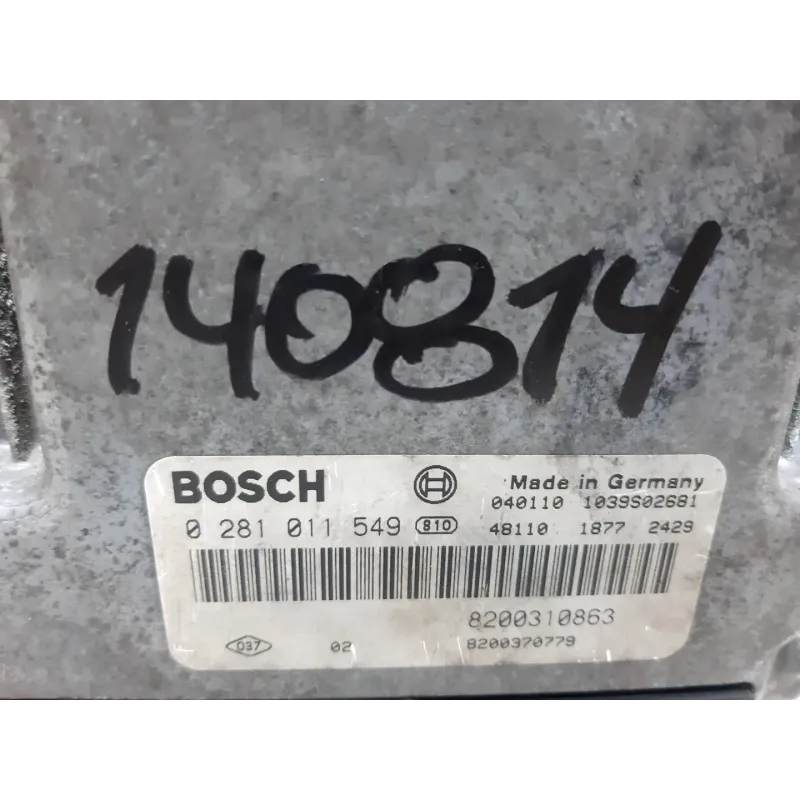 140814
BOSCH Made in Germany
040110 1039S02681
0 281 011 549 810 48110 1877 2429
8200310863
037 02 8200370779